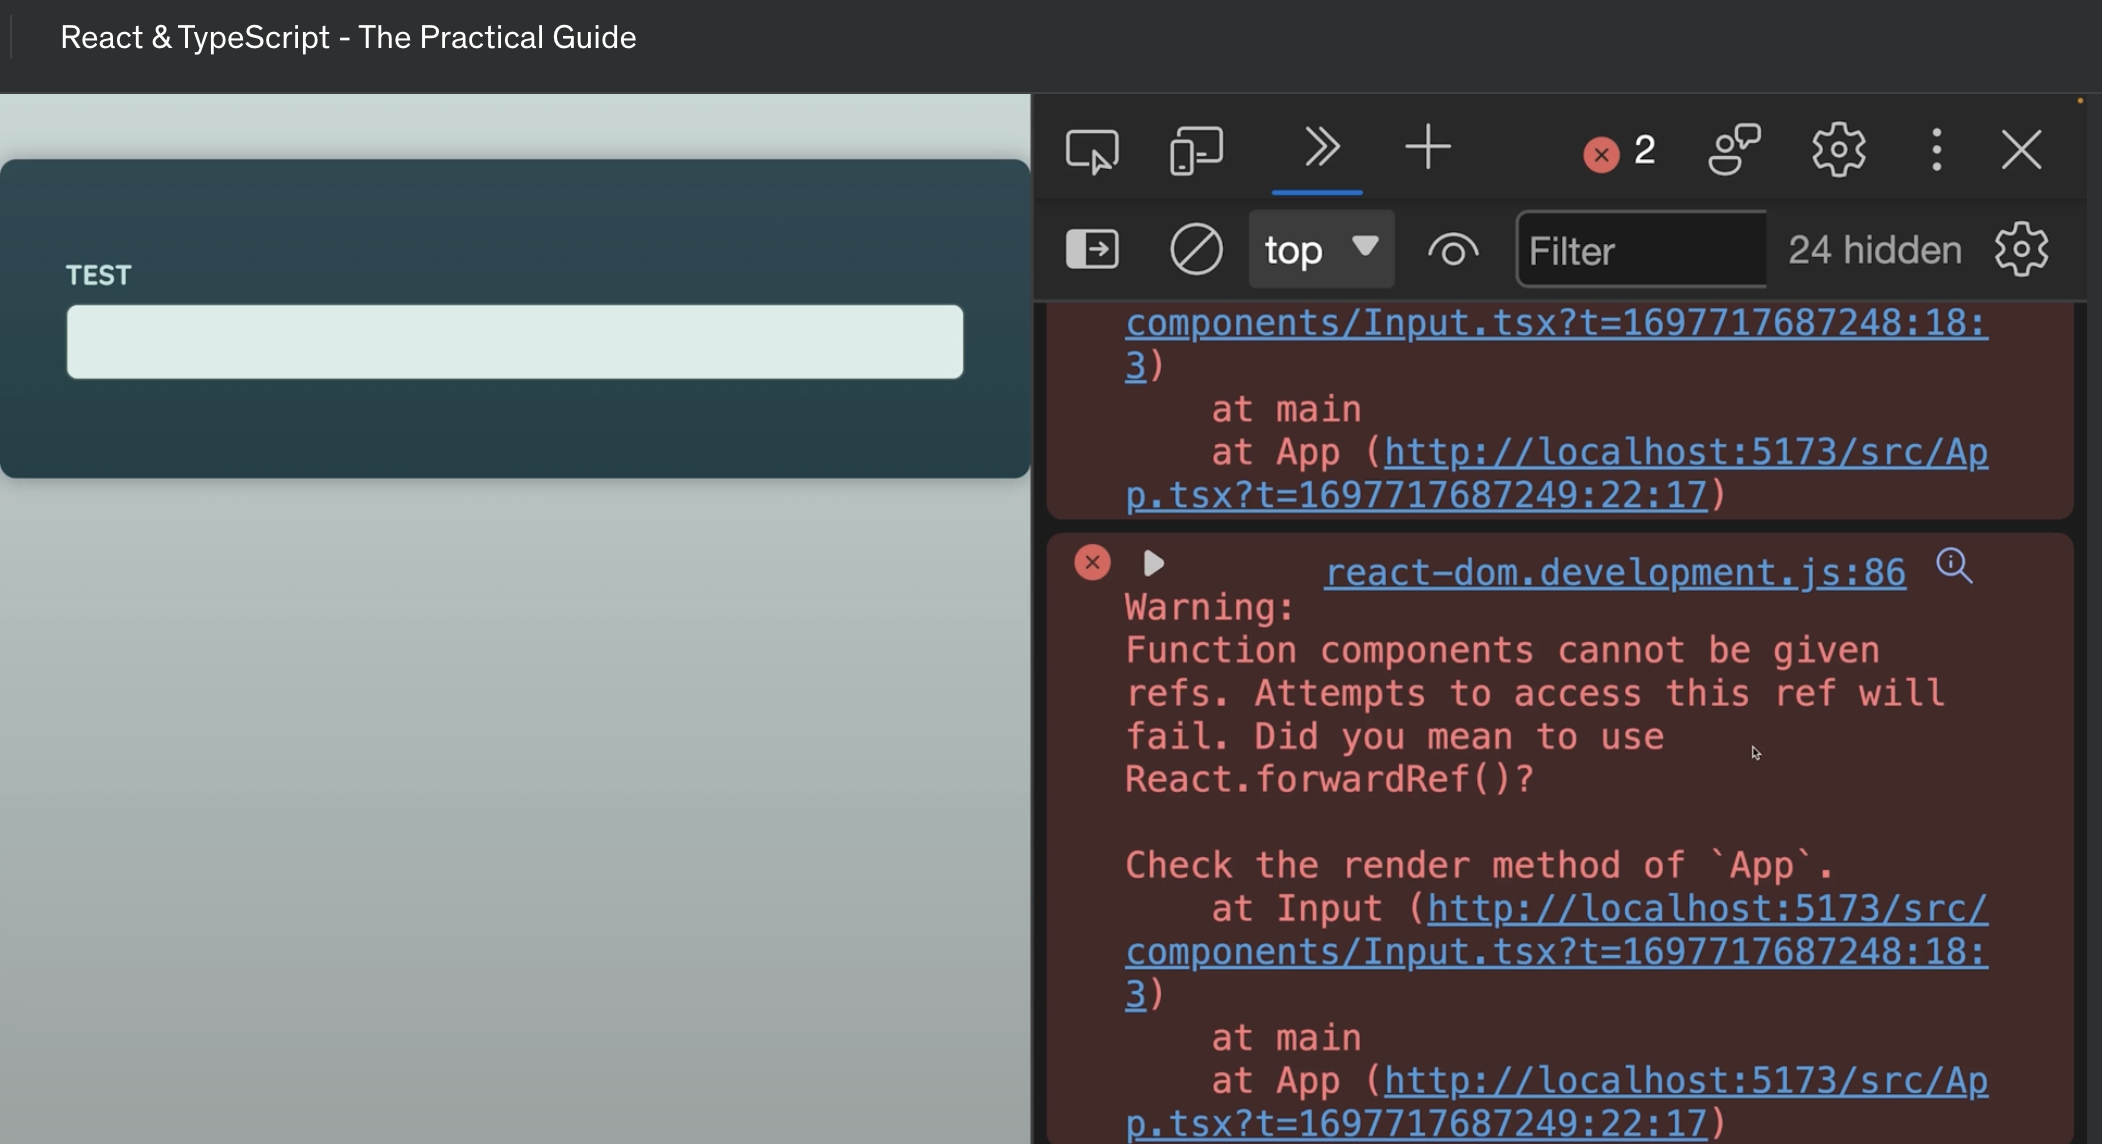 React & TypeScript - The Practical Guide
2
top
Filter
24 hidden
TEST
components/Input.tsx?t=1697717687248:18:
3)
at main
at App (http://localhost:5173/src/Ap
p.tsx?t=1697717687249:22:17)
react-dom.development.js:86
Warning:
Function components cannot be given
refs. Attempts to access this ref will
fail. Did you mean to use
React.forwardRef()?
Check the render method of `App`.
at Input (http://localhost:5173/src/
components/Input.tsx?t=1697717687248:18:
3)
at main
at App (http://localhost:5173/src/Ap
p.tsx?t=1697717687249:22:17)